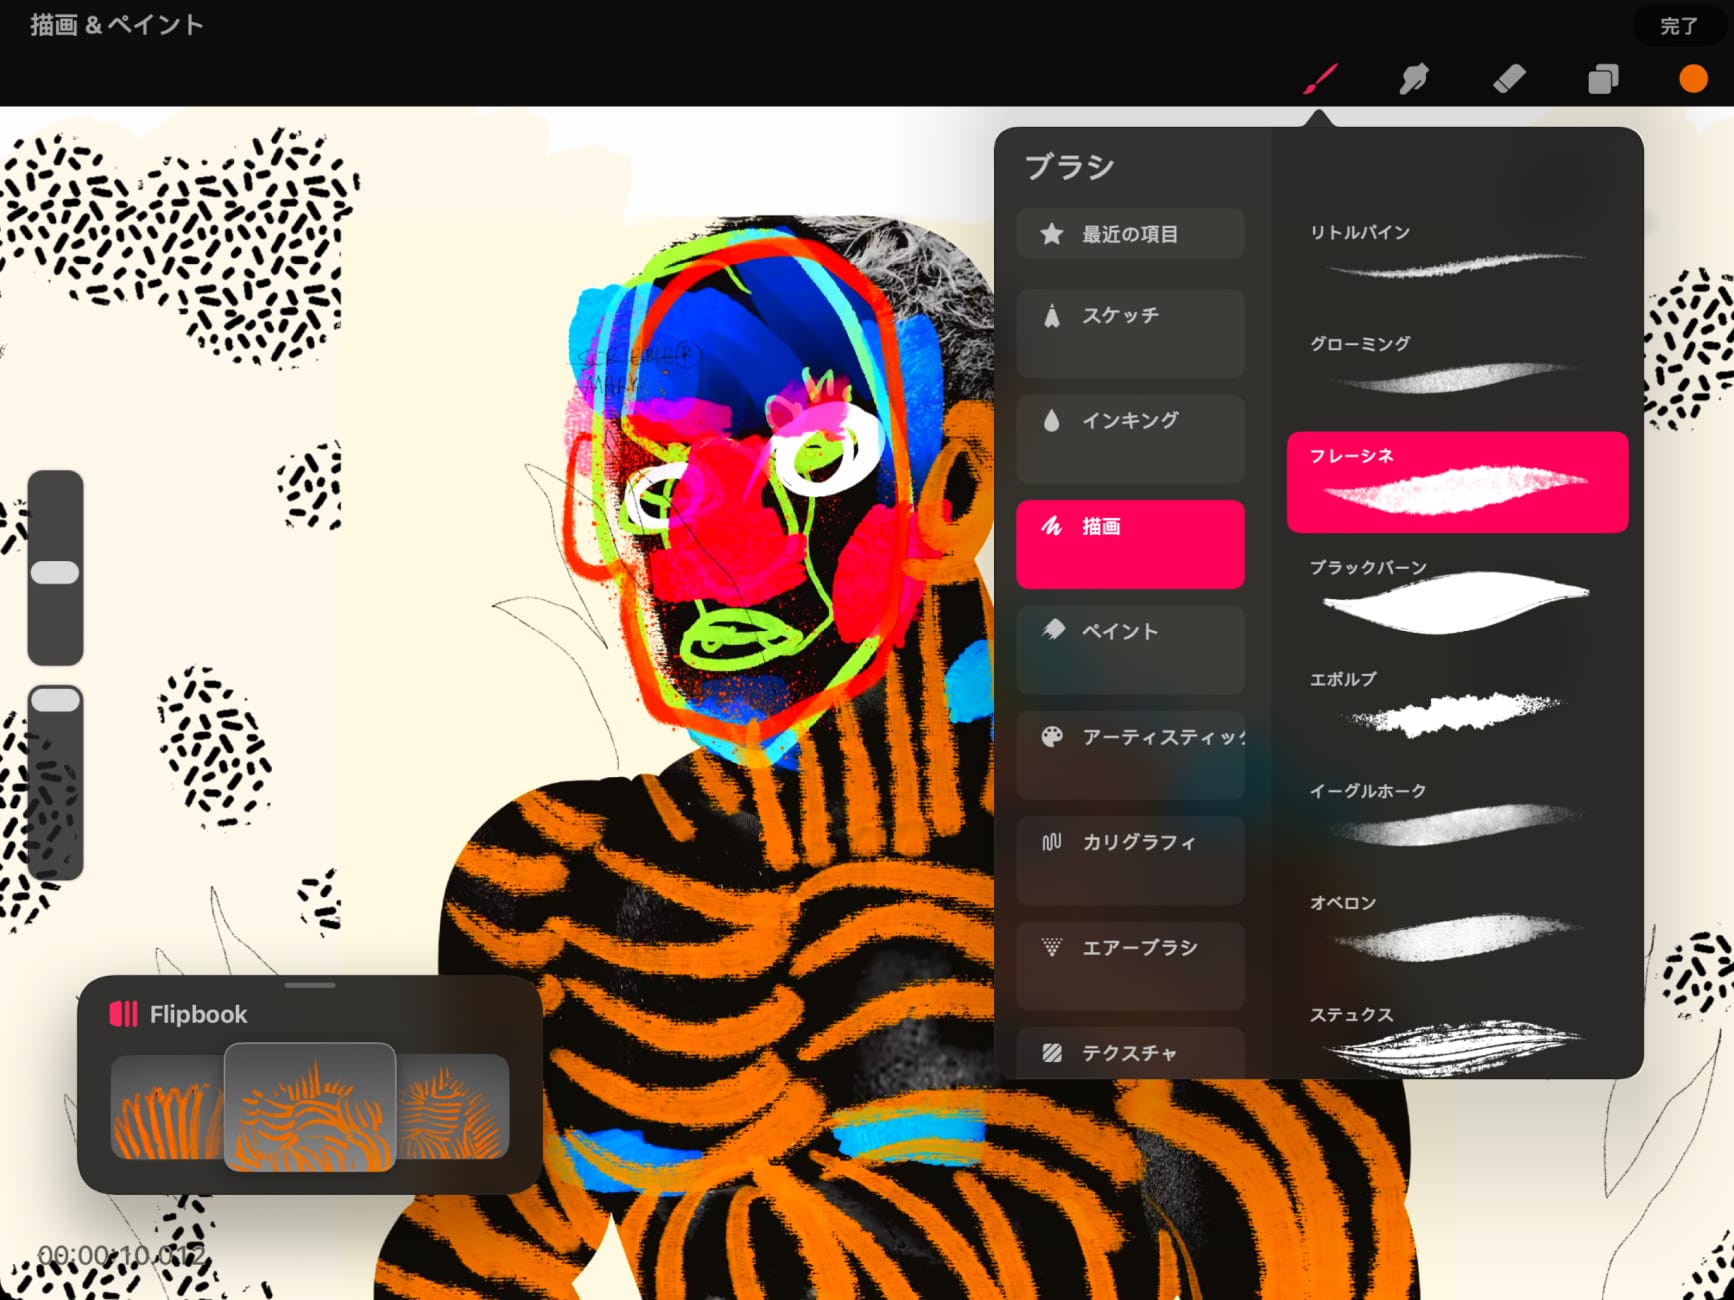 描画 & ペイント
完了
ブラシ
最近の項目
スケッチ
インキング
描画
ペイント
アーティスティック
カリグラフィ
エアーブラシ
テクスチャ
リトルパイン
グローミング
フレーシネ
ブラックバーン
エボルブ
イーグルホーク
オベロン
ステュクス
Flipbook
00:00:10.012